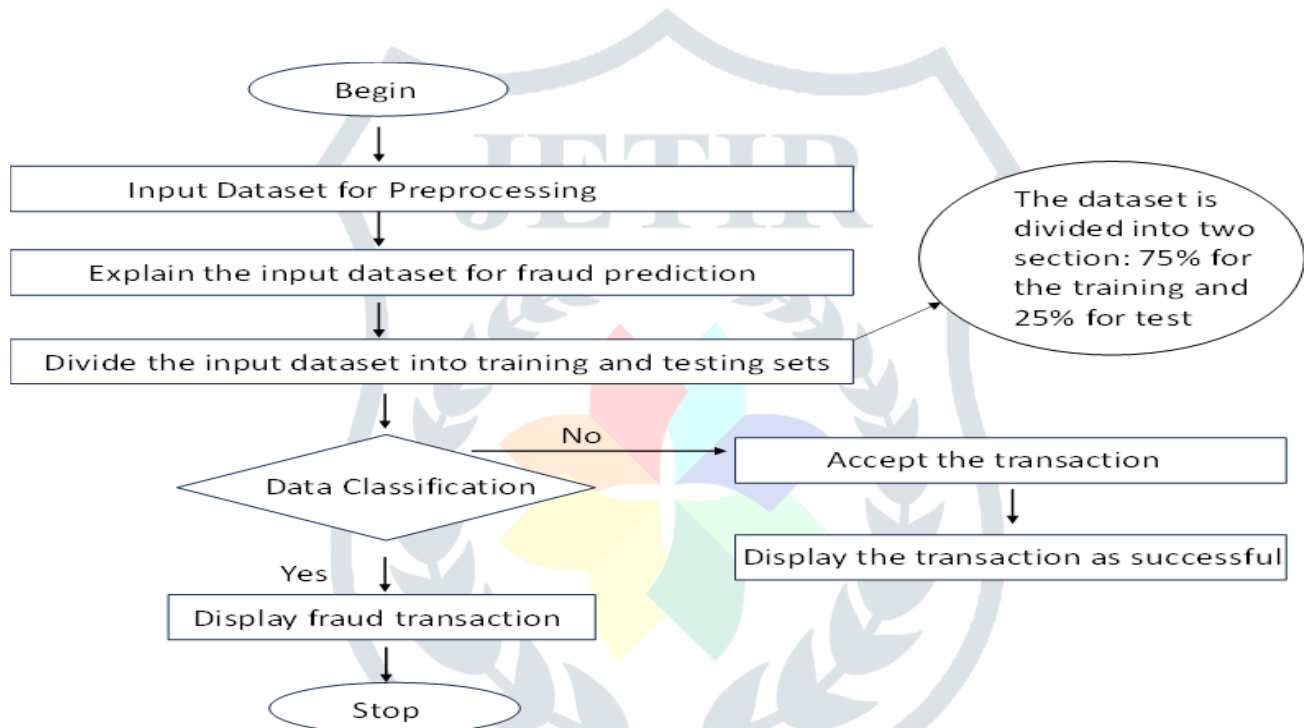 Begin
JETIR
Input Dataset for Preprocessing
The dataset is
divided into two
section: 75% for
the training and
25% for test
Explain the input dataset for fraud prediction
Divide the input dataset into training and testing sets
No
Accept the transaction
Data Classification
Display the transaction as successful
Yes
Display fraud transaction
Stop